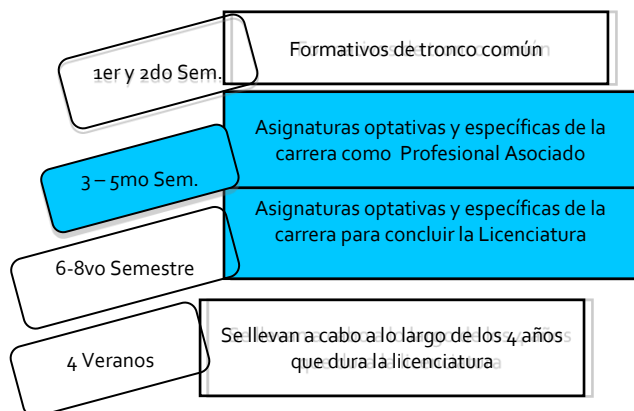 1er y 2do Sem.
Formativos de tronco común
3 – 5mo Sem.
Asignaturas optativas y específicas de la
carrera como Profesional Asociado
6-8vo Semestre
Asignaturas optativas y específicas de la
carrera para concluir la Licenciatura
4 Veranos
Se llevan a cabo a lo largo de los 4 años
que dura la licenciatura